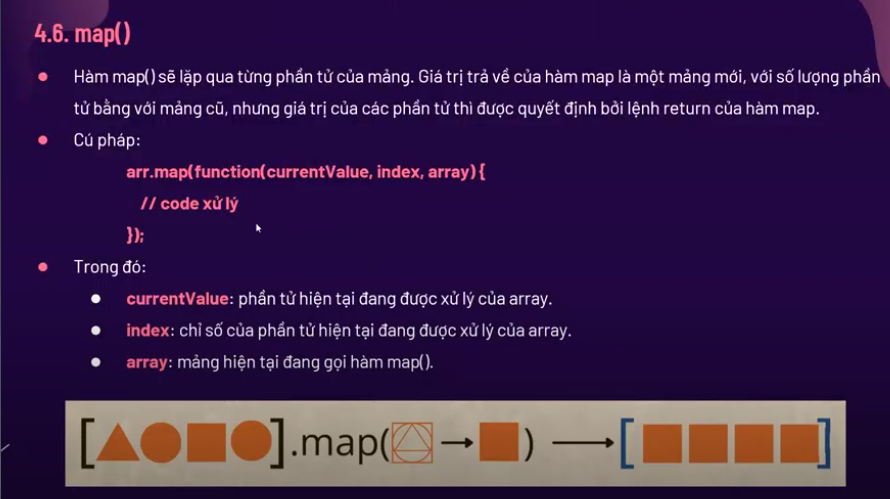 4.6. map()
Hàm map() sẽ lặp qua từng phần tử của mảng. Giá trị trả về của hàm map là một mảng mới, với số lượng phần
tử bằng với mảng cũ, nhưng giá trị của các phần tử thì được quyết định bởi lệnh return của hàm map.
Cú pháp:
arr.map(function(currentValue, index, array) {
// code xử lý
});
Trong đó:
currentValue: phần tử hiện tại đang được xử lý của array.
index: chỉ số của phần tử hiện tại đang được xử lý của array.
array: mảng hiện tại đang gọi hàm map().
[ ].map( → ) → [ ]